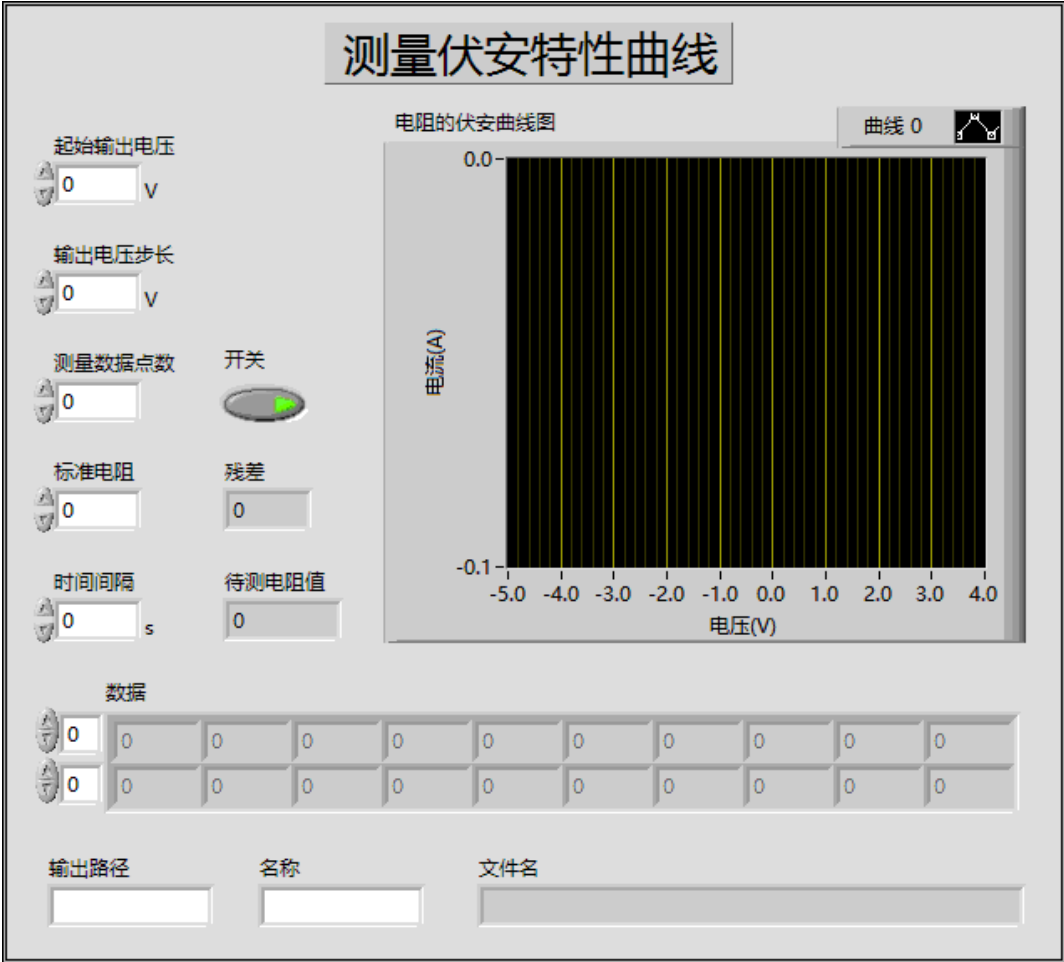 测量伏安特性曲线
电阻的伏安曲线图
曲线 0
起始输出电压
0 V
输出电压步长
0 V
测量数据点数
0
开关
标准电阻
0
残差
0
时间间隔
0 s
待测电阻值
0
0.0
-0.1
电流(A)
-5.0 -4.0 -3.0 -2.0 -1.0 0.0 1.0 2.0 3.0 4.0
电压(V)
数据
0 0 0 0 0 0 0 0 0 0 0
0 0 0 0 0 0 0 0 0 0 0
输出路径
名称
文件名